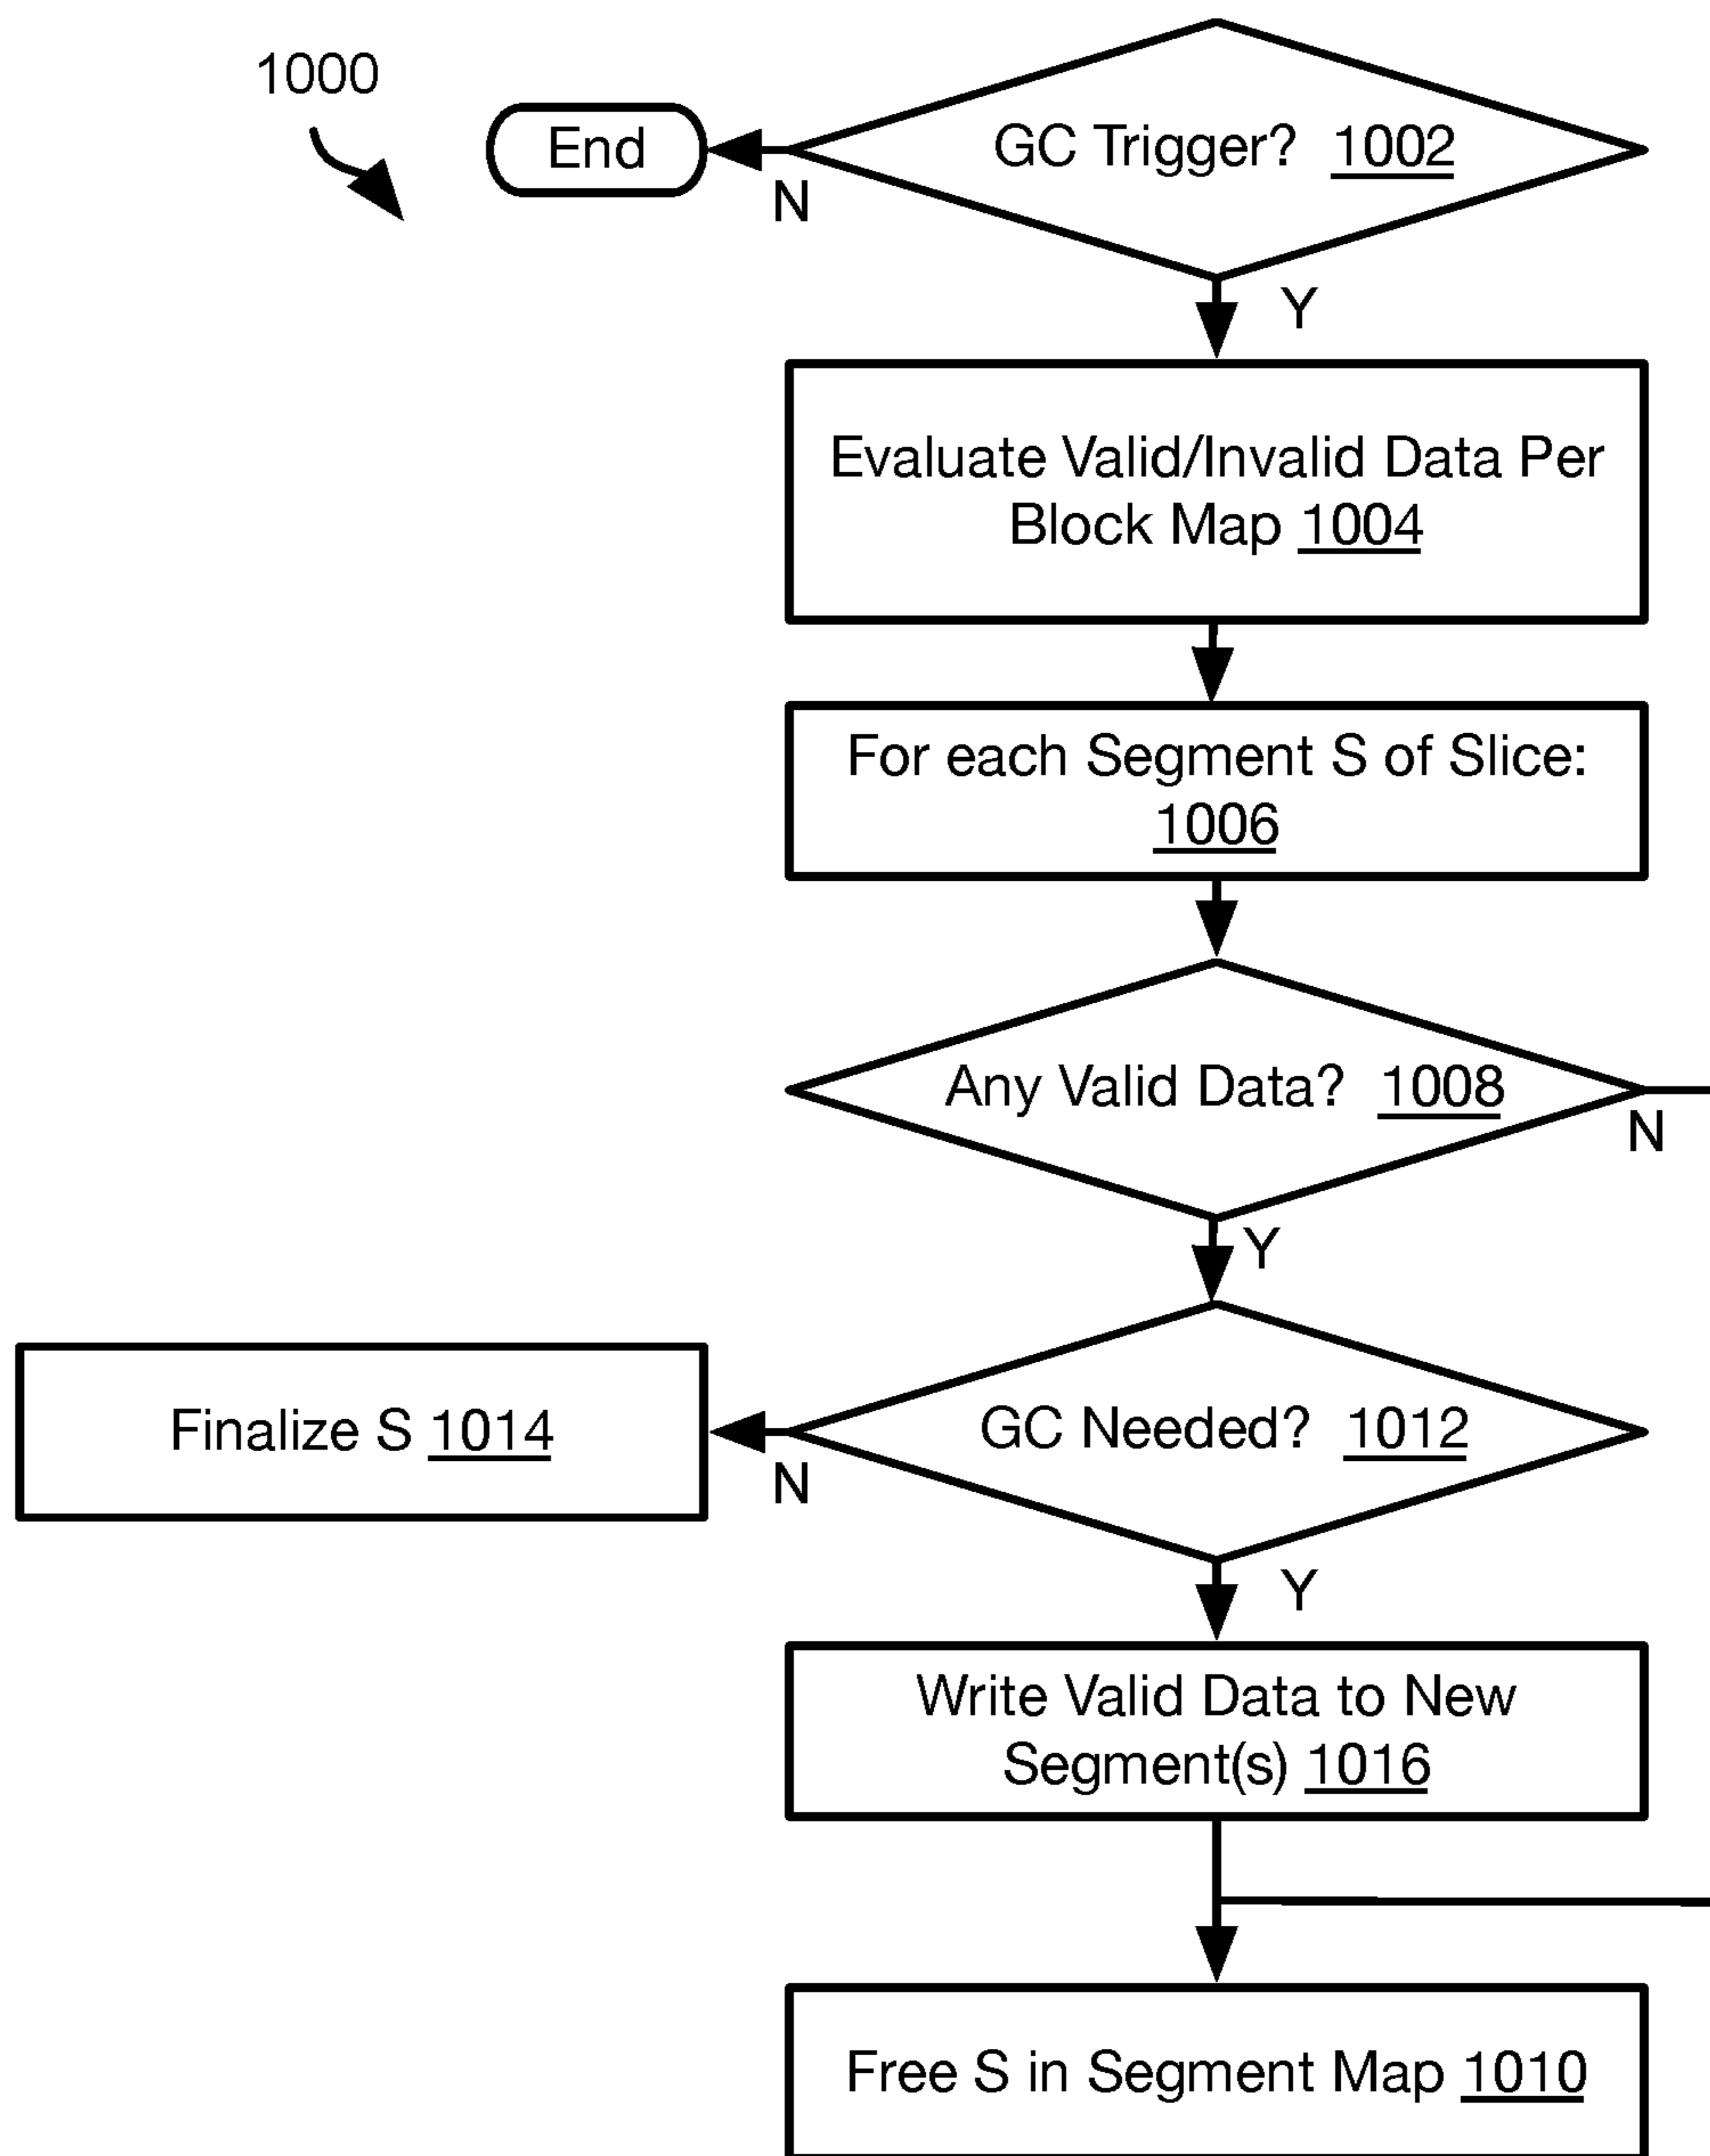 1000
End
GC Trigger? 1002
N
Y
Evaluate Valid/Invalid Data Per
Block Map 1004
For each Segment S of Slice:
1006
Any Valid Data? 1008
N
Y
Finalize S 1014
GC Needed? 1012
N
Y
Write Valid Data to New
Segment(s) 1016
Free S in Segment Map 1010